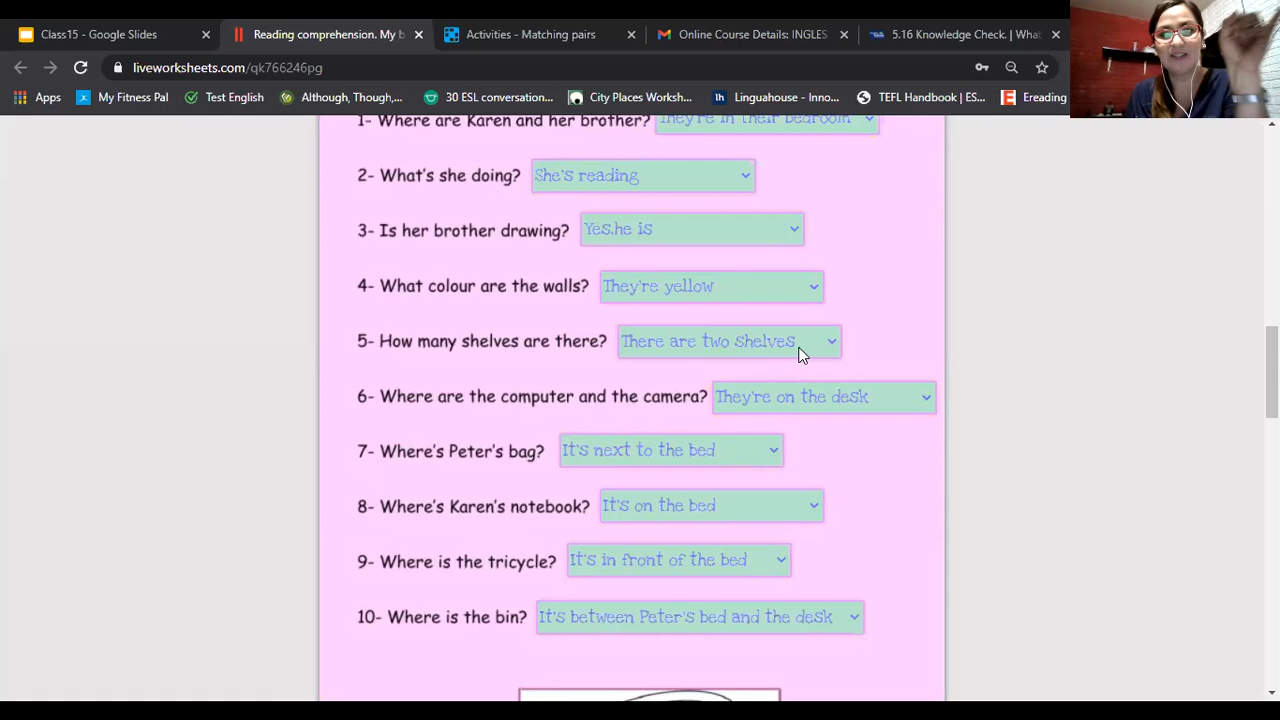 Class15 - Google Slides
Reading comprehension. My b
Activities - Matching pairs
Online Course Details: INGLES
5.16 Knowledge Check. | What
liveworksheets.com/qk766246pg
Apps
My Fitness Pal
Test English
Although, Though,...
30 ESL conversation...
City Places Worksh...
Linguahouse - Inno...
TEFL Handbook | ES...
Ereading
1- Where are Karen and her brother? They're in their bedroom
2- What's she doing? She's reading
3- Is her brother drawing? Yes,he is
4- What colour are the walls? They're yellow
5- How many shelves are there? There are two shelves
6- Where are the computer and the camera? They're on the desk
7- Where's Peter's bag? It's next to the bed
8- Where's Karen's notebook? It's on the bed
9- Where is the tricycle? It's in front of the bed
10- Where is the bin? It's between Peter's bed and the desk